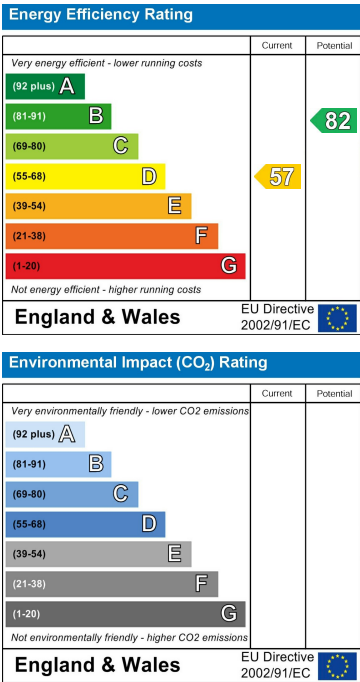 Energy Efficiency Rating
Current Potential
Very energy efficient - lower running costs
(92 plus) A
(81-91) B
82
(69-80) C
(55-68) D
57
(39-54) E
(21-38) F
(1-20) G
Not energy efficient - higher running costs
England & Wales
EU Directive
2002/91/EC
Environmental Impact (CO₂) Rating
Current Potential
Very environmentally friendly - lower CO2 emissions
(92 plus) A
(81-91) B
(69-80) C
(55-68) D
(39-54) E
(21-38) F
(1-20) G
Not environmentally friendly - higher CO2 emissions
England & Wales
EU Directive
2002/91/EC